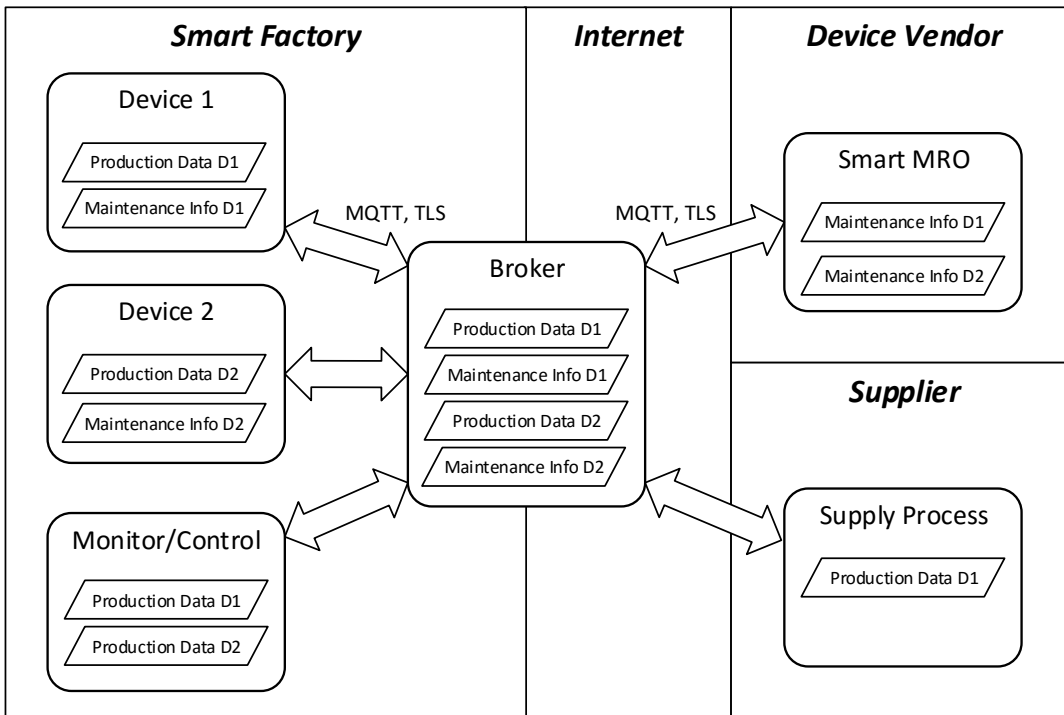 Smart Factory
Internet
Device Vendor
Device 1
Production Data D1
Maintenance Info D1
MQTT, TLS
MQTT, TLS
Smart MRO
Maintenance Info D1
Maintenance Info D2
Broker
Production Data D1
Maintenance Info D1
Production Data D2
Maintenance Info D2
Device 2
Production Data D2
Maintenance Info D2
Supplier
Monitor/Control
Production Data D1
Production Data D2
Supply Process
Production Data D1